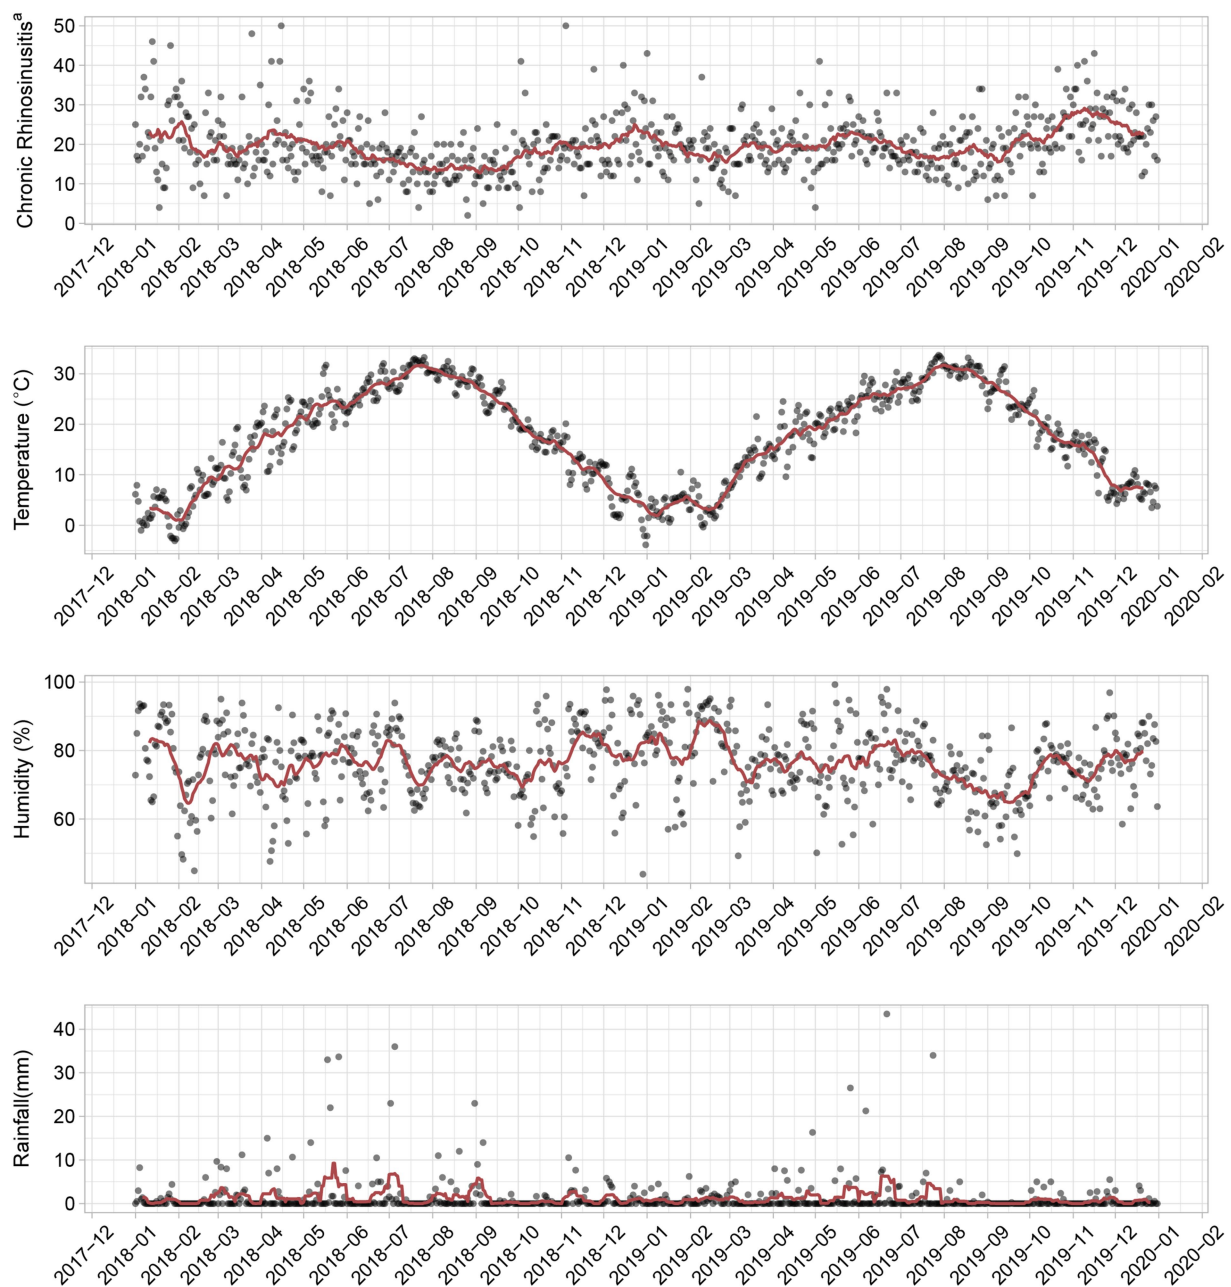 Chronic Rhinosinusitisᵃ
50
40
30
20
10
0
2017−12 2018−01 2018−02 2018−03 2018−04 2018−05 2018−06 2018−07 2018−08 2018−09 2018−10 2018−11 2018−12 2019−01 2019−02 2019−03 2019−04 2019−05 2019−06 2019−07 2019−08 2019−09 2019−10 2019−11 2019−12 2020−01 2020−02
Temperature (°C)
30
20
10
0
2017−12 2018−01 2018−02 2018−03 2018−04 2018−05 2018−06 2018−07 2018−08 2018−09 2018−10 2018−11 2018−12 2019−01 2019−02 2019−03 2019−04 2019−05 2019−06 2019−07 2019−08 2019−09 2019−10 2019−11 2019−12 2020−01 2020−02
Humidity (%)
100
80
60
2017−12 2018−01 2018−02 2018−03 2018−04 2018−05 2018−06 2018−07 2018−08 2018−09 2018−10 2018−11 2018−12 2019−01 2019−02 2019−03 2019−04 2019−05 2019−06 2019−07 2019−08 2019−09 2019−10 2019−11 2019−12 2020−01 2020−02
Rainfall(mm)
40
30
20
10
0
2017−12 2018−01 2018−02 2018−03 2018−04 2018−05 2018−06 2018−07 2018−08 2018−09 2018−10 2018−11 2018−12 2019−01 2019−02 2019−03 2019−04 2019−05 2019−06 2019−07 2019−08 2019−09 2019−10 2019−11 2019−12 2020−01 2020−02